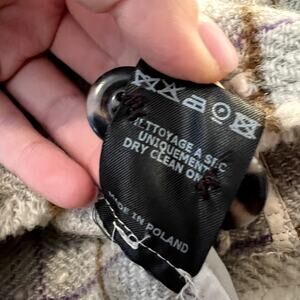 NETTOYAGE A SEC
UNIQUEMENT
DRY CLEAN ONLY
MADE IN POLAND